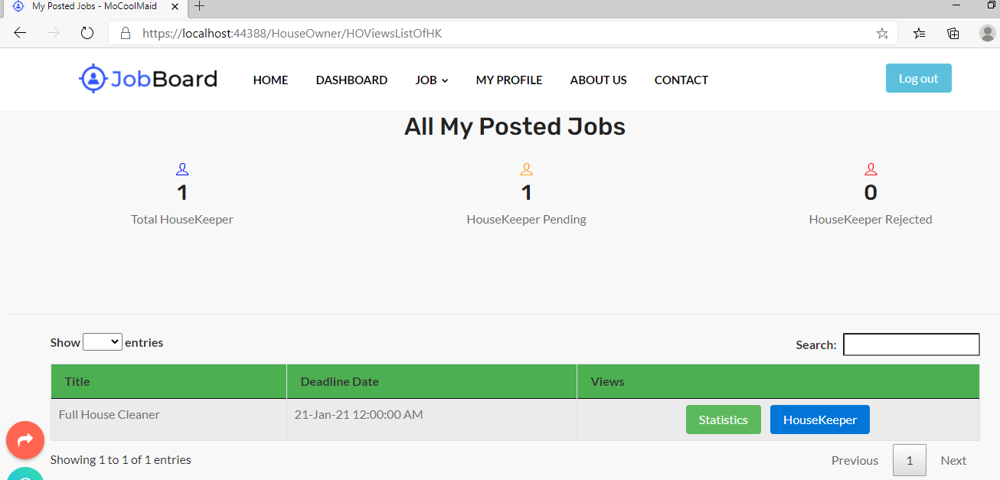 My Posted Jobs - MoCoolMaid
https://localhost:44388/HouseOwner/HOViewsListOfHK
JobBoard HOME DASHBOARD JOB MY PROFILE ABOUT US CONTACT Log out
All My Posted Jobs
1 1 0
Total HouseKeeper HouseKeeper Pending HouseKeeper Rejected
Show entries Search:
Title Deadline Date Views
Full House Cleaner 21-Jan-21 12:00:00 AM Statistics HouseKeeper
Showing 1 to 1 of 1 entries Previous 1 Next